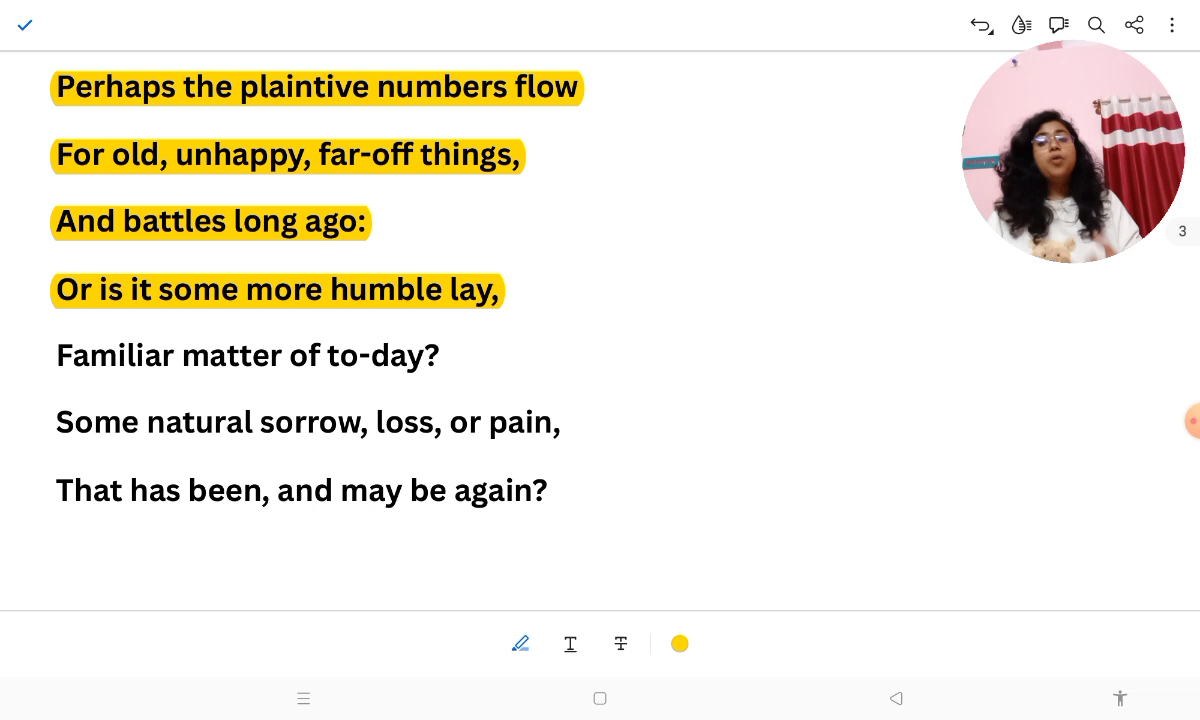 Perhaps the plaintive numbers flow
For old, unhappy, far-off things,
And battles long ago:
Or is it some more humble lay,
Familiar matter of to-day?
Some natural sorrow, loss, or pain,
That has been, and may be again?
3